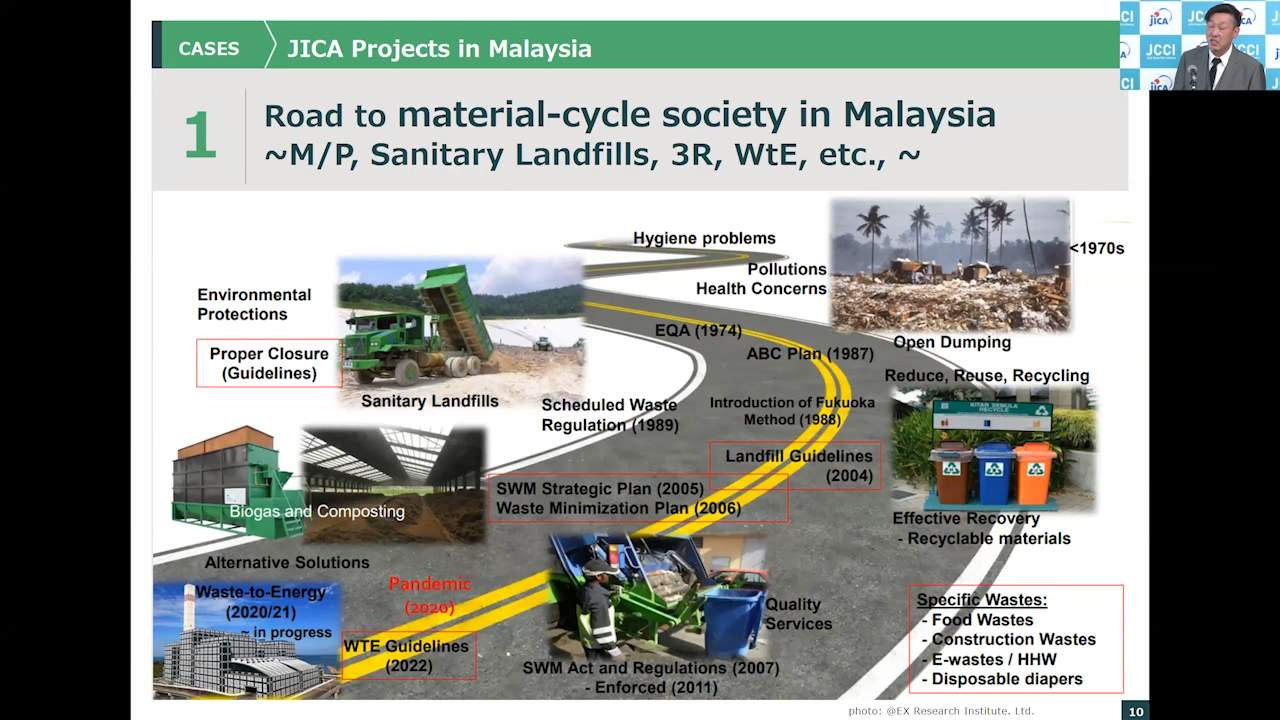 CASES
JICA Projects in Malaysia
1
Road to material-cycle society in Malaysia
~M/P, Sanitary Landfills, 3R, WtE, etc., ~
Hygiene problems
<1970s
Pollutions
Health Concerns
Environmental
Protections
EQA (1974)
Open Dumping
Proper Closure
(Guidelines)
ABC Plan (1987)
Reduce, Reuse, Recycling
Sanitary Landfills
Scheduled Waste
Regulation (1989)
Introduction of Fukuoka
Method (1988)
KITAR SEMULA
RECYCLE
Landfill Guidelines
(2004)
SWM Strategic Plan (2005)
Waste Minimization Plan (2006)
Biogas and Composting
Effective Recovery
- Recyclable materials
Alternative Solutions
Waste-to-Energy
(2020/21)
~ in progress
Pandemic
(2020)
WTE Guidelines
(2022)
Quality
Services
SWM Act and Regulations (2007)
- Enforced (2011)
Specific Wastes:
- Food Wastes
- Construction Wastes
- E-wastes / HHW
- Disposable diapers
photo: @EX Research Institute. Ltd.
10
JICA
JCCI